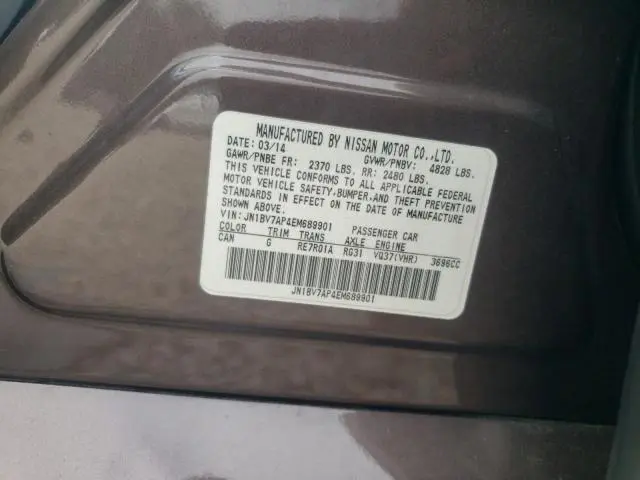 MANUFACTURED BY NISSAN MOTOR CO.,LTD.
DATE: 03/14 GVWR/PNBV: 4828 LBS.
GAWR/PNBE FR: 2370 LBS. RR: 2480 LBS.
THIS VEHICLE CONFORMS TO ALL APPLICABLE FEDERAL
MOTOR VEHICLE SAFETY,BUMPER,AND THEFT PREVENTION
STANDARDS IN EFFECT ON THE DATE OF MANUFACTURE
SHOWN ABOVE.
VIN: JN1BV7AP4EM689901 PASSENGER CAR
COLOR TRIM TRANS AXLE ENGINE
CAN G RE7R01A RG31 VQ37(VHR) 3696CC
JN1BV7AP4EM689901